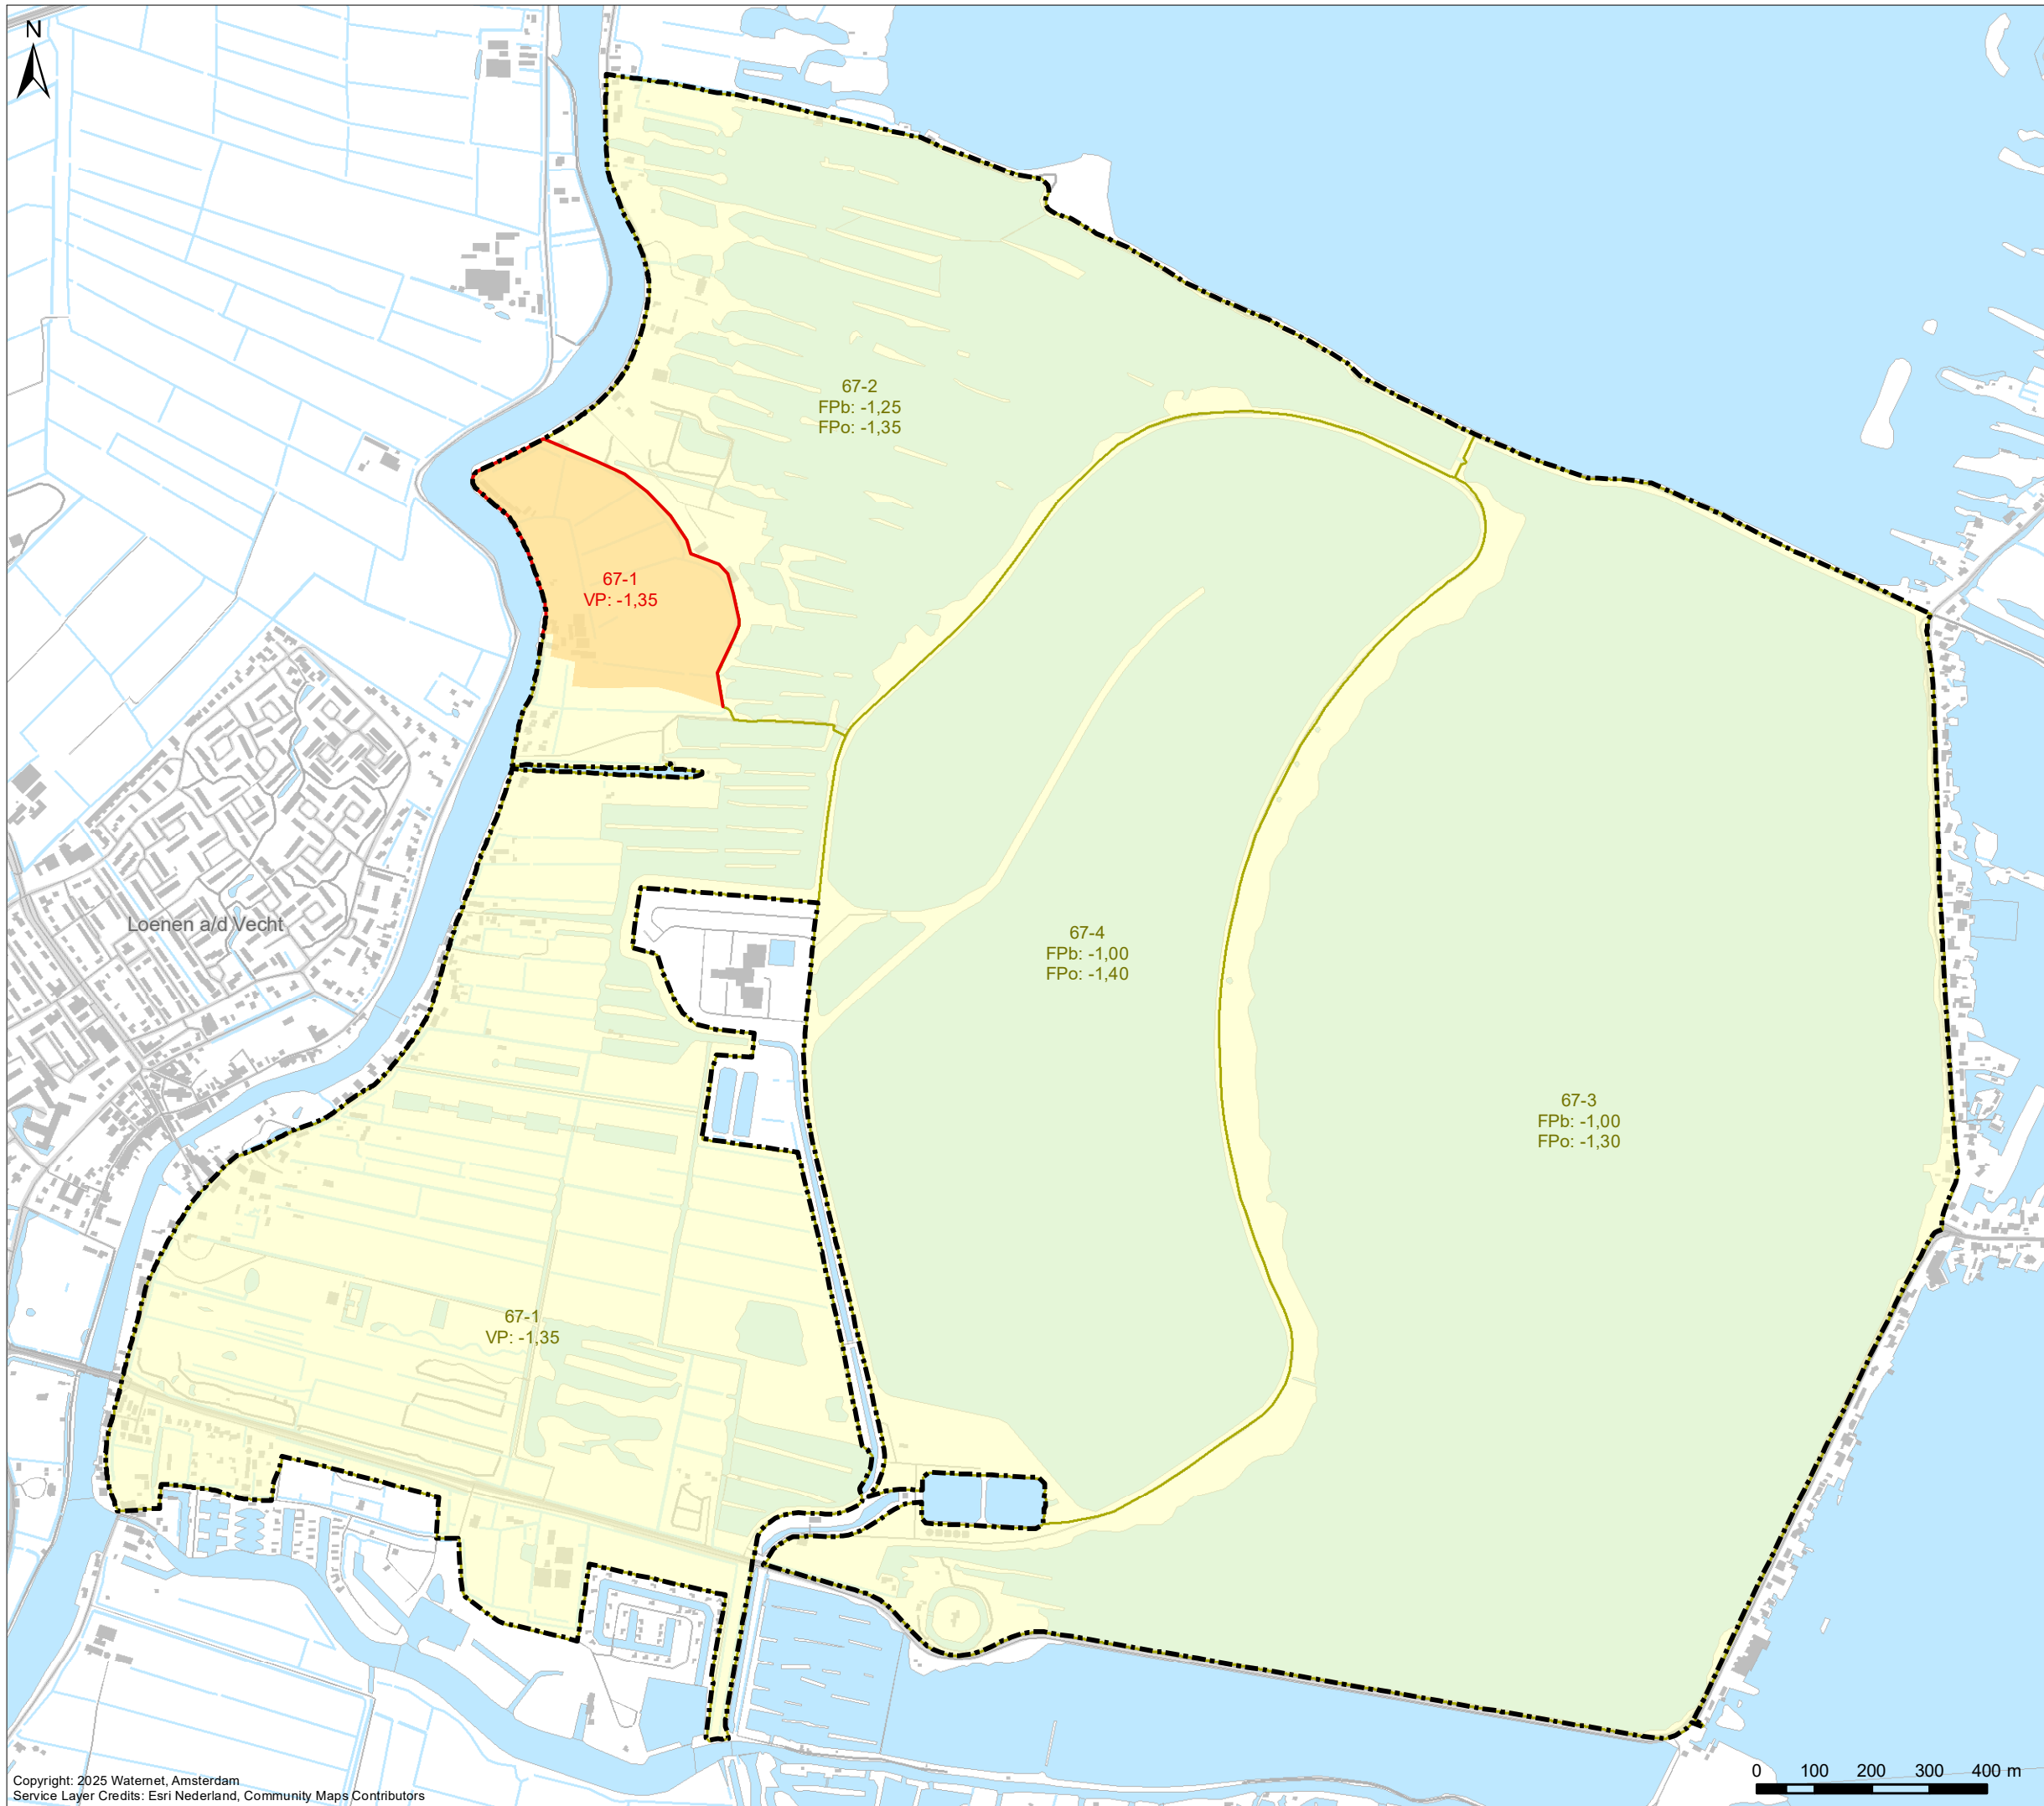 N
67-2
FPb: -1,25
FPo: -1,35
67-1
VP: -1,35
Loenen a/d Vecht
67-4
FPb: -1,00
FPo: -1,40
67-3
FPb: -1,00
FPo: -1,30
67-1
VP: -1,35
0 100 200 300 400 m
Copyright: 2025 Waternet, Amsterdam
Service Layer Credits: Esri Nederland, Community Maps Contributors